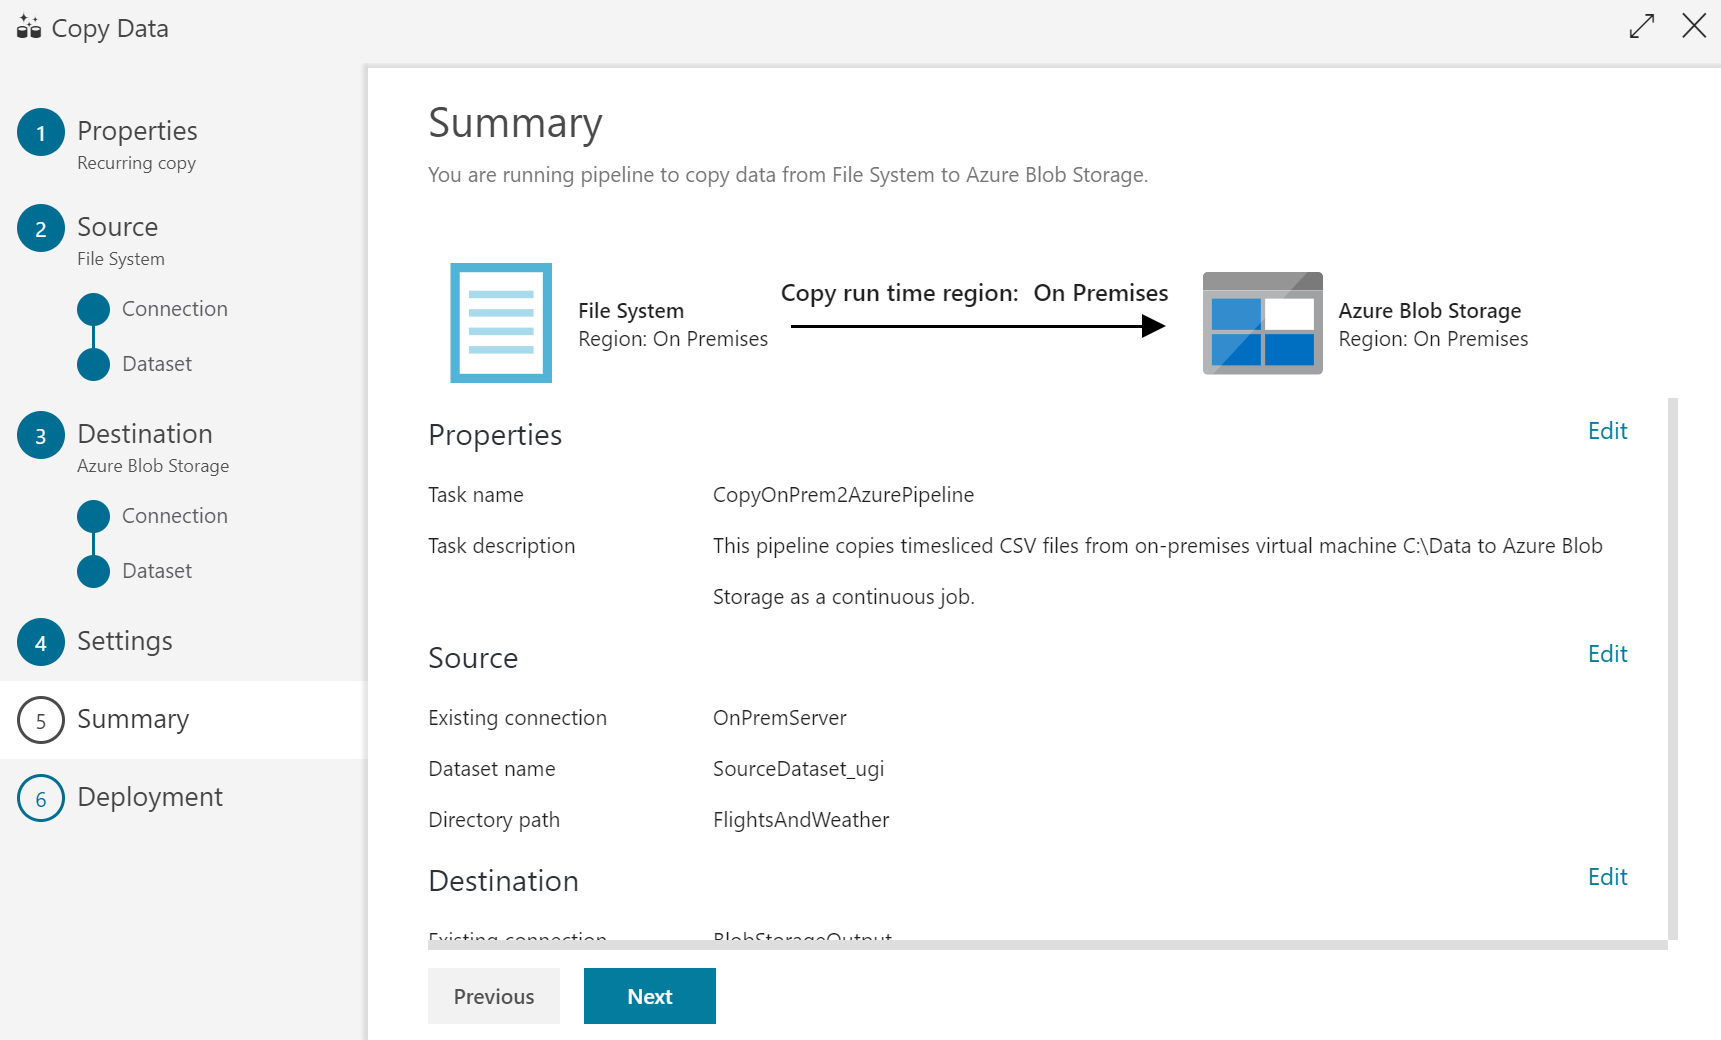 Copy Data
1 Properties
Recurring copy
2 Source
File System
Connection
Dataset
3 Destination
Azure Blob Storage
Connection
Dataset
4 Settings
5 Summary
6 Deployment
Summary
You are running pipeline to copy data from File System to Azure Blob Storage.
File System
Region: On Premises
Copy run time region: On Premises
Azure Blob Storage
Region: On Premises
Properties Edit
Task name CopyOnPrem2AzurePipeline
Task description This pipeline copies timesliced CSV files from on-premises virtual machine C:\Data to Azure Blob
Storage as a continuous job.
Source Edit
Existing connection OnPremServer
Dataset name SourceDataset_ugi
Directory path FlightsAndWeather
Destination Edit
Existing connection BlobStorageOutput
Previous Next